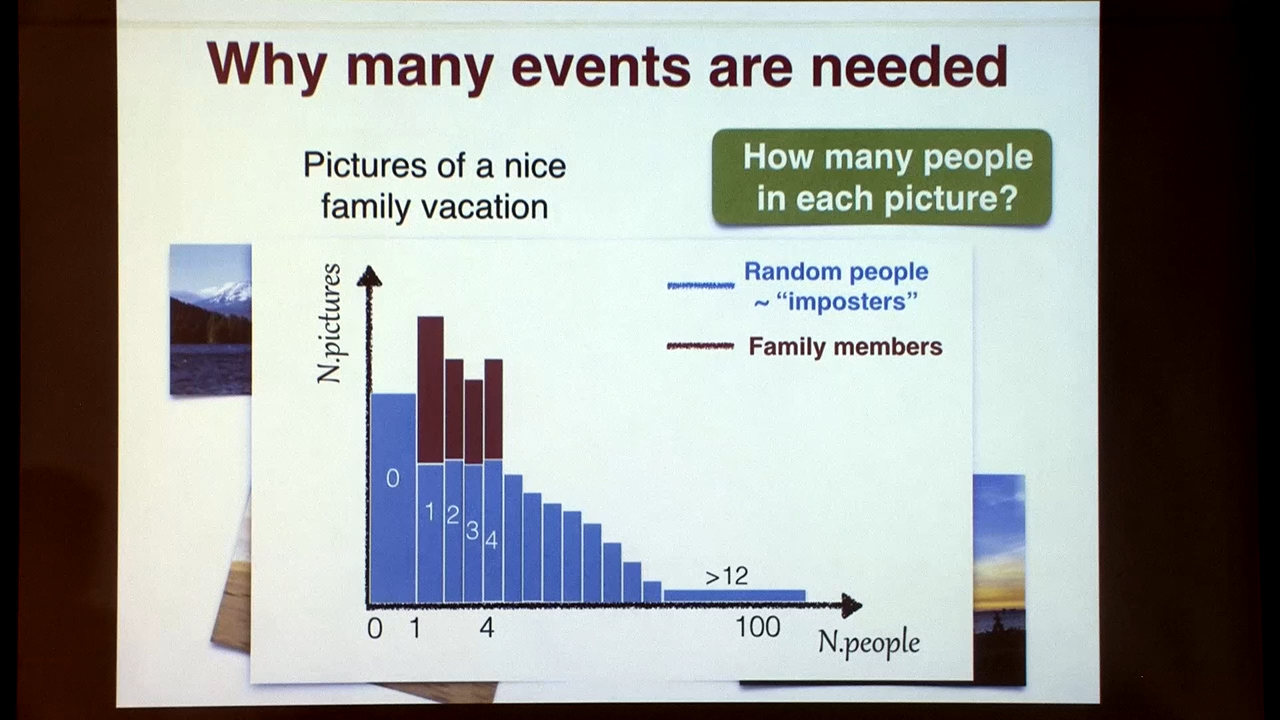 Why many events are needed
Pictures of a nice
family vacation
How many people
in each picture?
N.pictures
Random people
~ “imposters”
Family members
0
1
2
3
4
>12
0 1 4 100
N.people